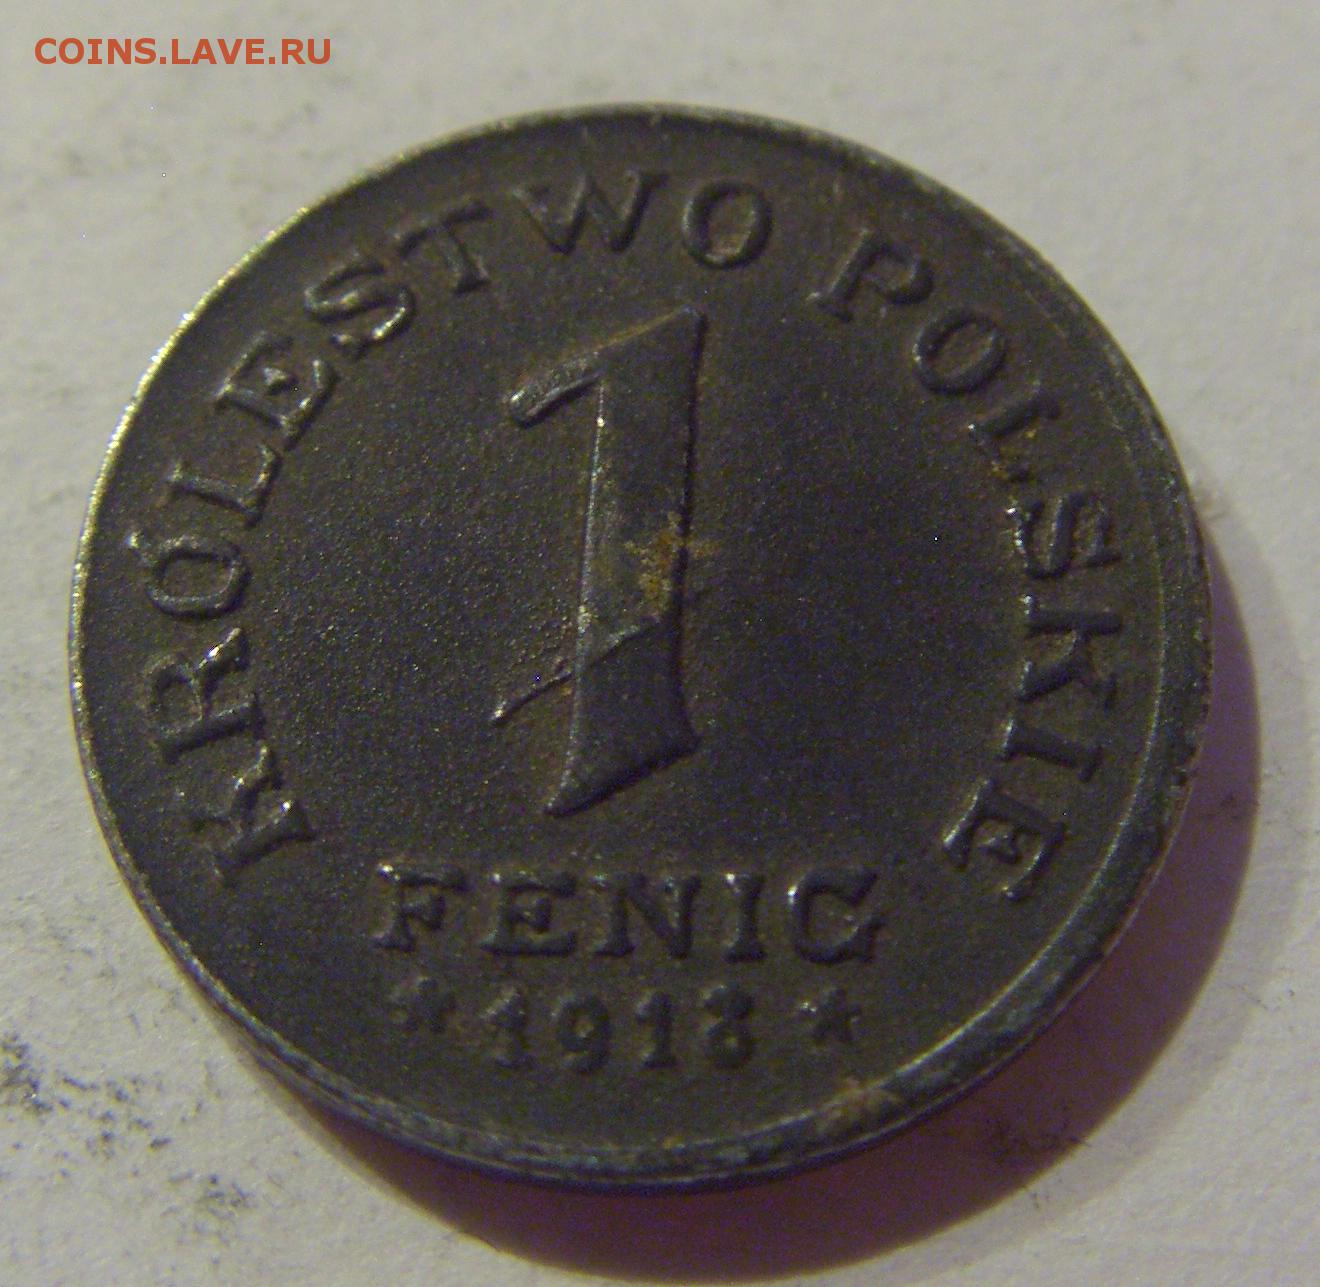 COINS.LAVE.RU
KRÓLESTWO POLSKIE
1
FENIG
*1918*